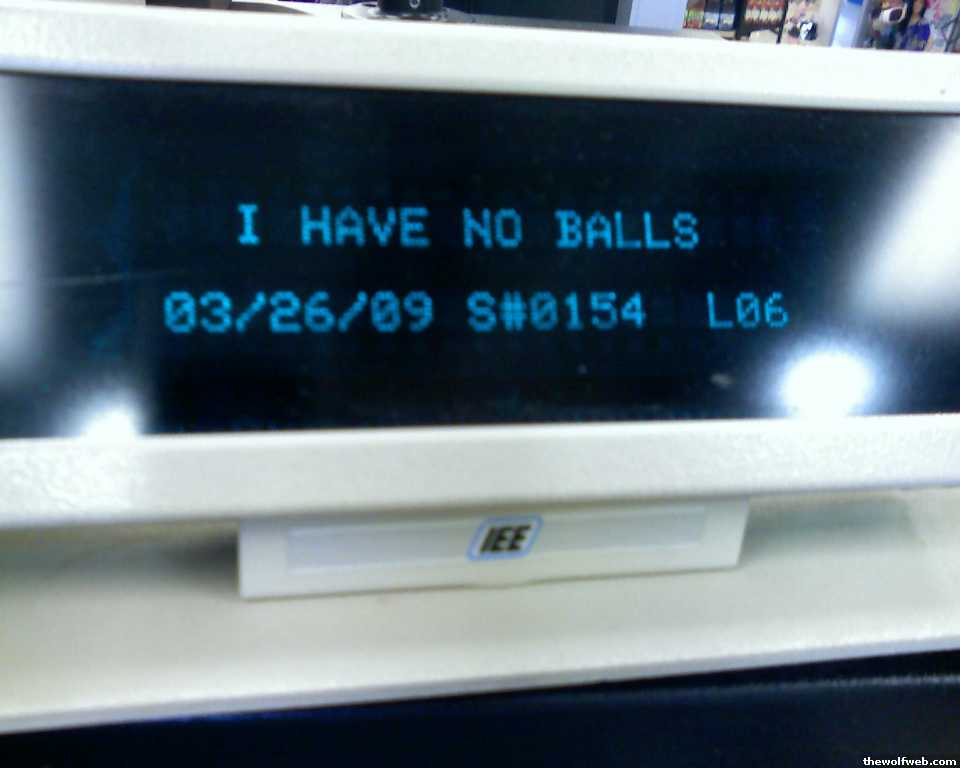 I HAVE NO BALLS
03/26/09 S#0154 L06
IEE
thewolfweb.com